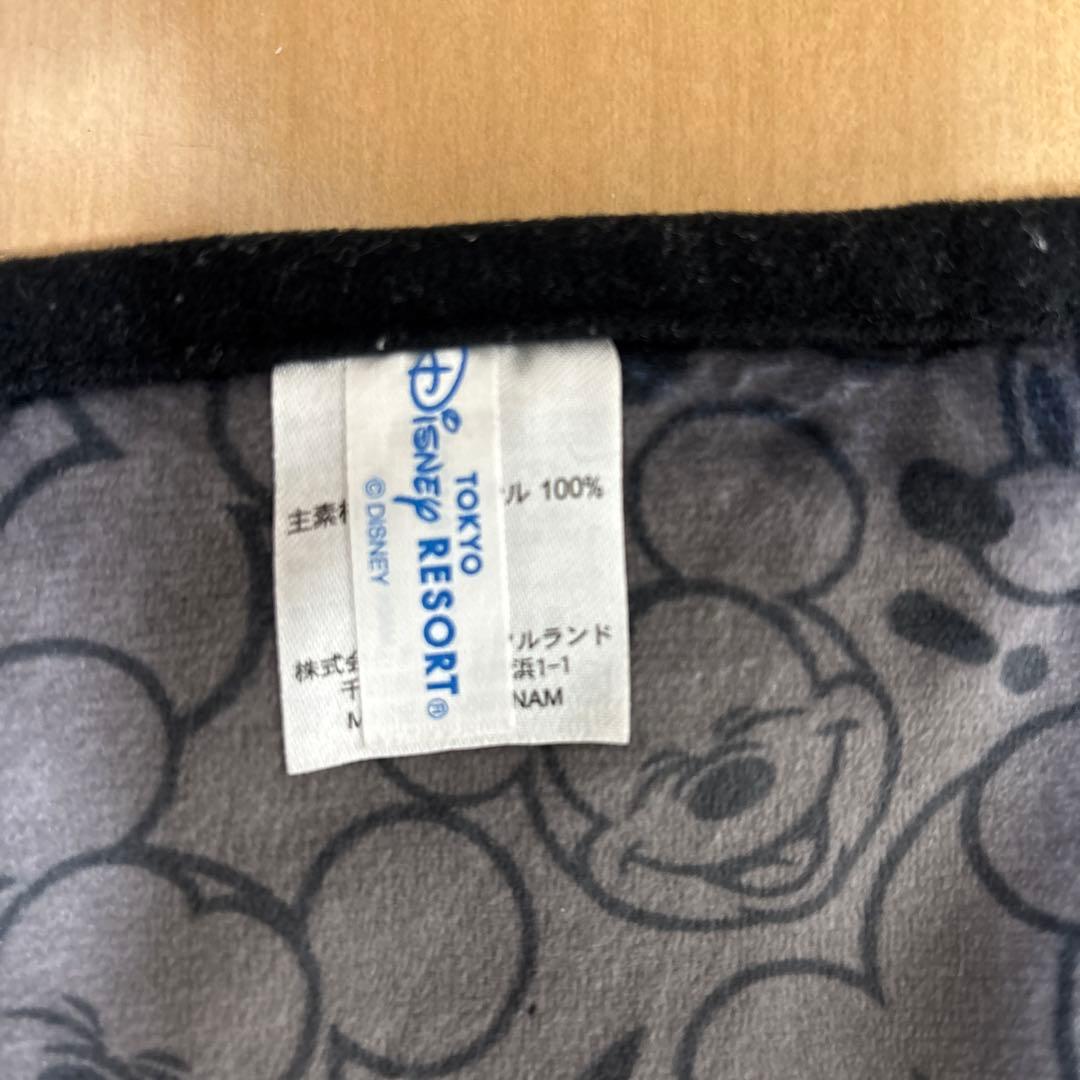 TOKYO
Disney RESORT®
© DISNEY
主素 ル 100%
株式会 ルランド
千 浜1-1
M NAM